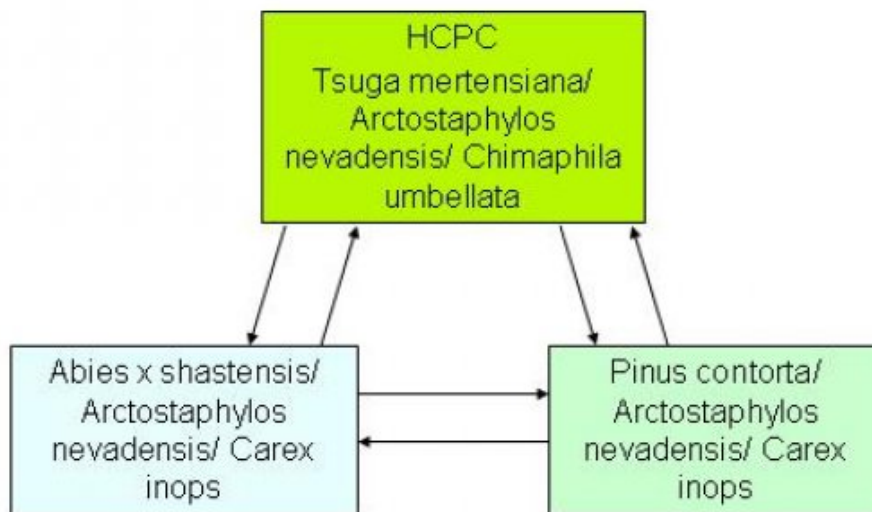 HCPC
Tsuga mertensiana/
Arctostaphylos
nevadensis/ Chimaphila
umbellata
Abies x shastensis/
Arctostaphylos
nevadensis/ Carex
inops
Pinus contorta/
Arctostaphylos
nevadensis/ Carex
inops